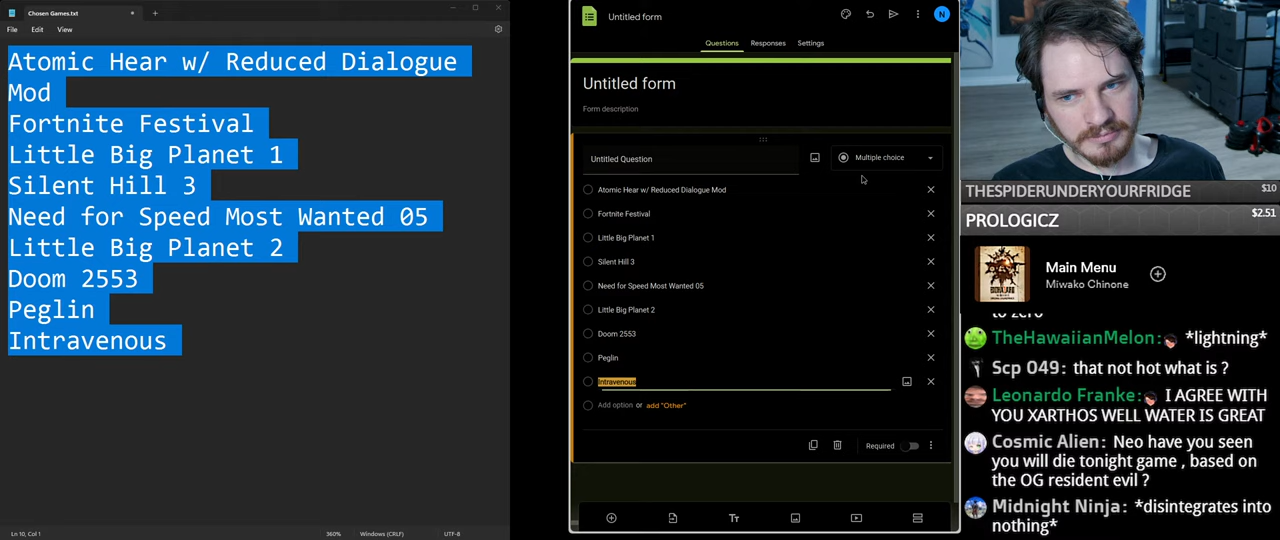 Chosen Games.txt
File Edit View
Atomic Hear w/ Reduced Dialogue
Mod
Fortnite Festival
Little Big Planet 1
Silent Hill 3
Need for Speed Most Wanted 05
Little Big Planet 2
Doom 2553
Peglin
Intravenous
Ln 10, Col 1
360%
Windows (CRLF)
UTF-8
Untitled form
N
Questions Responses Settings
Untitled form
Form description
Untitled Question
Multiple choice
Atomic Hear w/ Reduced Dialogue Mod
Fortnite Festival
Little Big Planet 1
Silent Hill 3
Need for Speed Most Wanted 05
Little Big Planet 2
Doom 2553
Peglin
Intravenous
Add option or add "Other"
Required
Tт
THESPIDERUNDERYOURFRIDGE $10
PROLOGICZ $2.51
Main Menu
Miwako Chinone
to zero
TheHawaiianMelon: *lightning*
Scp 049: that not hot what is ?
Leonardo Franke: I AGREE WITH
YOU XARTHOS WELL WATER IS GREAT
Cosmic Alien: Neo have you seen
you will die tonight game , based on
the OG resident evil ?
Midnight Ninja: *disintegrates into
nothing*